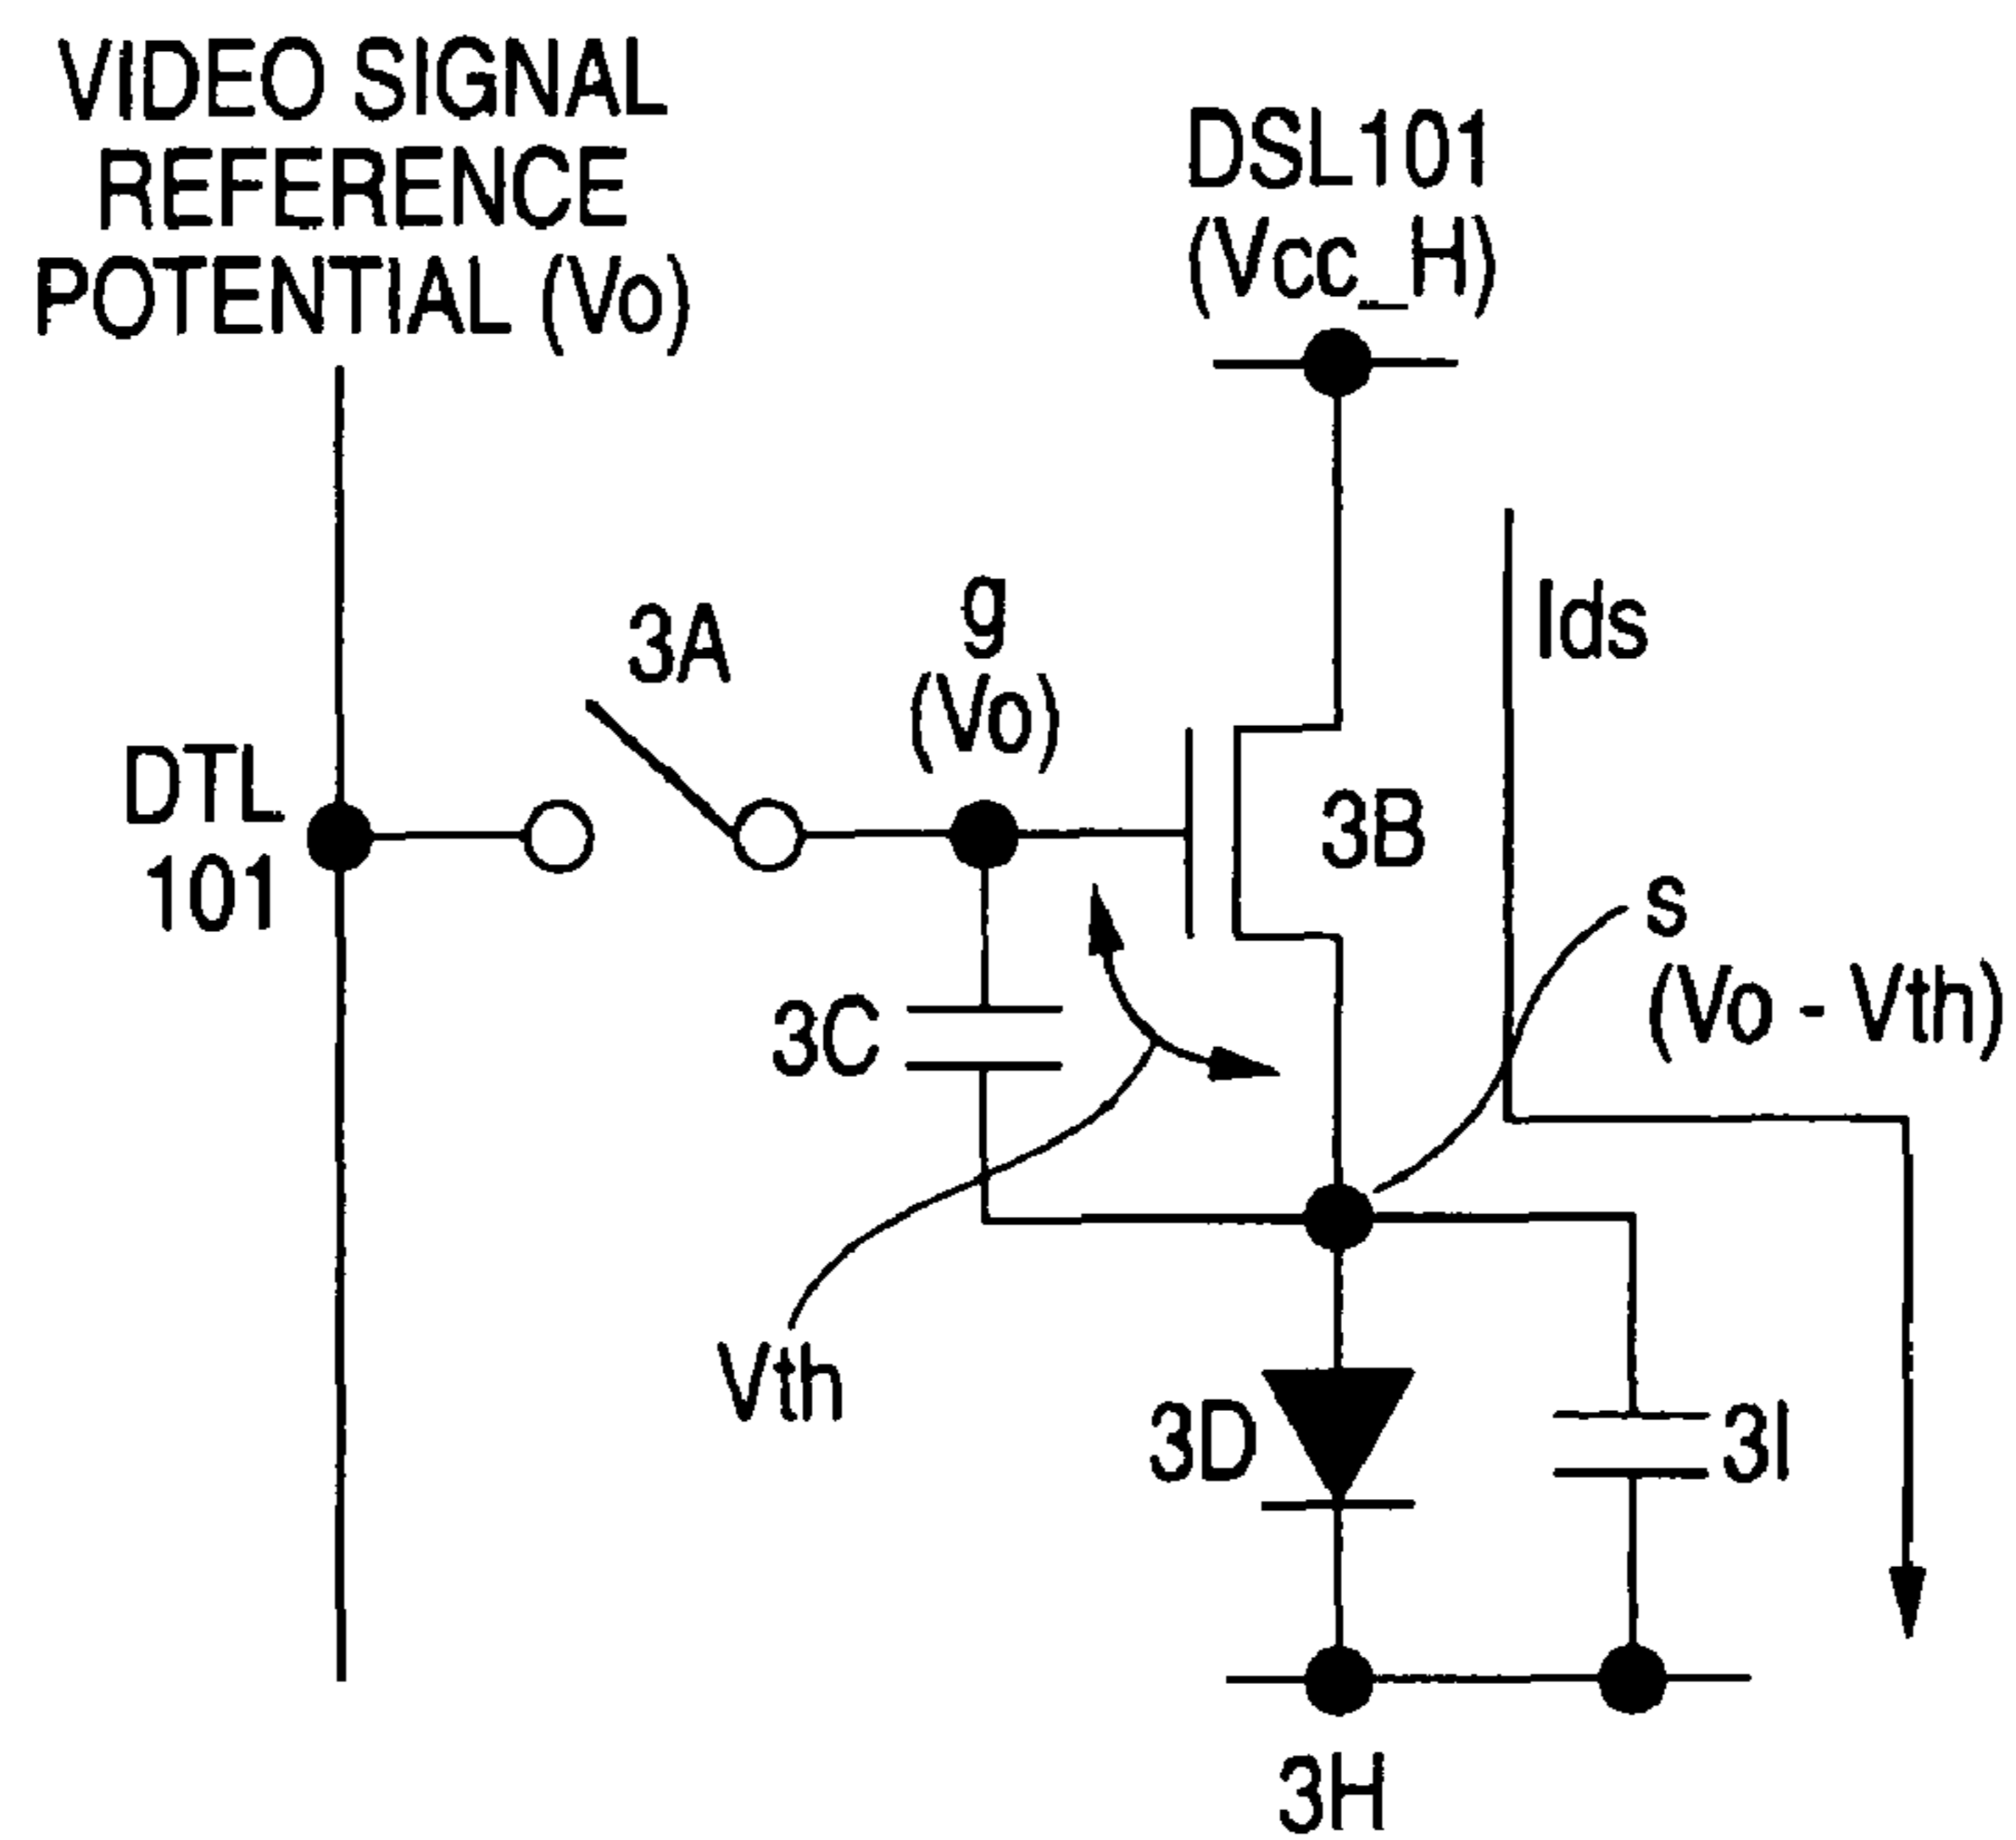 VIDEO SIGNAL
REFERENCE
POTENTIAL (Vo)
DSL101
(Vcc_H)
Ids
3A
g
(Vo)
DTL
101
3B
s
(Vo - Vth)
3C
Vth
3D
3I
3H